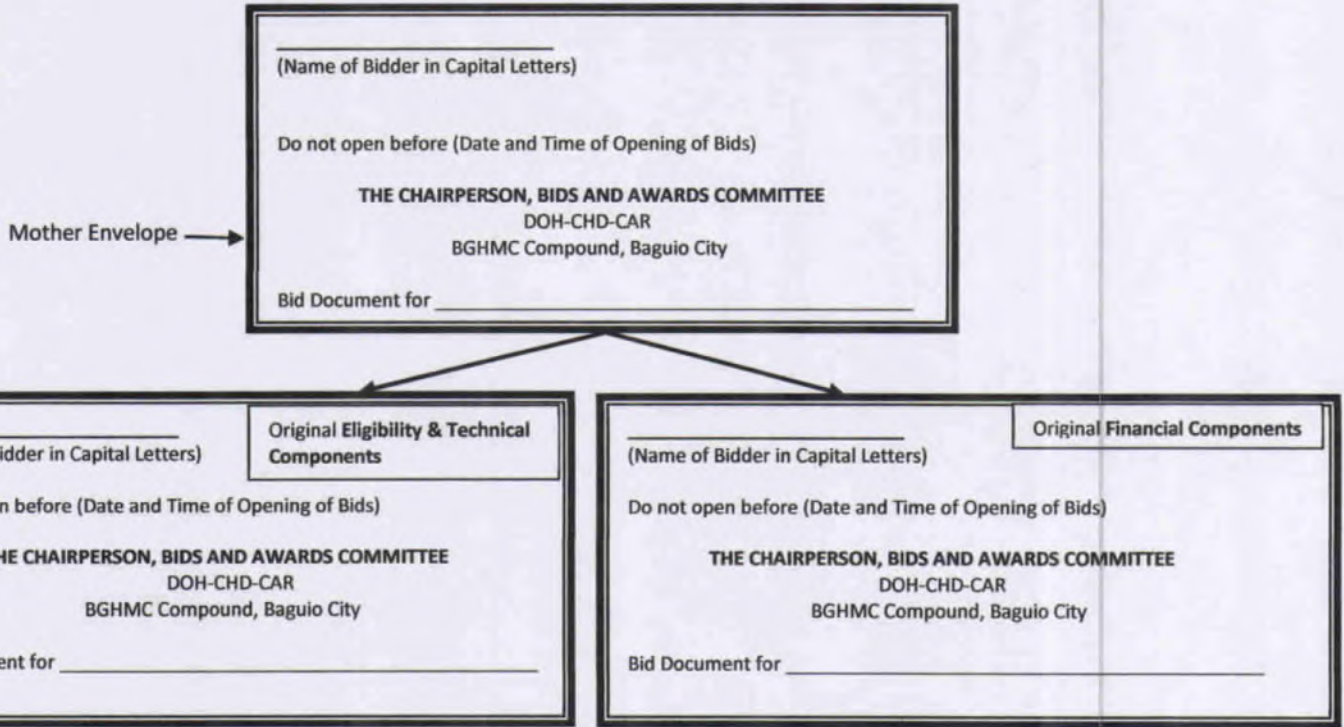 (Name of Bidder in Capital Letters)
Do not open before (Date and Time of Opening of Bids)
THE CHAIRPERSON, BIDS AND AWARDS COMMITTEE
DOH-CHD-CAR
BGHMC Compound, Baguio City
Mother Envelope
Bid Document for
Original Eligibility & Technical
Components
idder in Capital Letters)
n before (Date and Time of Opening of Bids)
HE CHAIRPERSON, BIDS AND AWARDS COMMITTEE
DOH-CHD-CAR
BGHMC Compound, Baguio City
ent for
Original Financial Components
(Name of Bidder in Capital Letters)
Do not open before (Date and Time of Opening of Bids)
THE CHAIRPERSON, BIDS AND AWARDS COMMITTEE
DOH-CHD-CAR
BGHMC Compound, Baguio City
Bid Document for